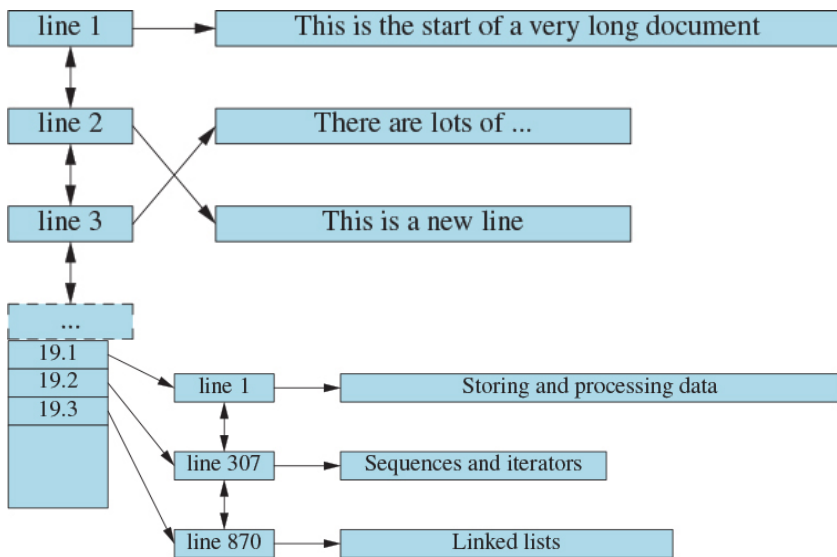 line 1 This is the start of a very long document
line 2 There are lots of ...
line 3 This is a new line
...
19.1
line 1 Storing and processing data
19.2
19.3
line 307 Sequences and iterators
line 870 Linked lists